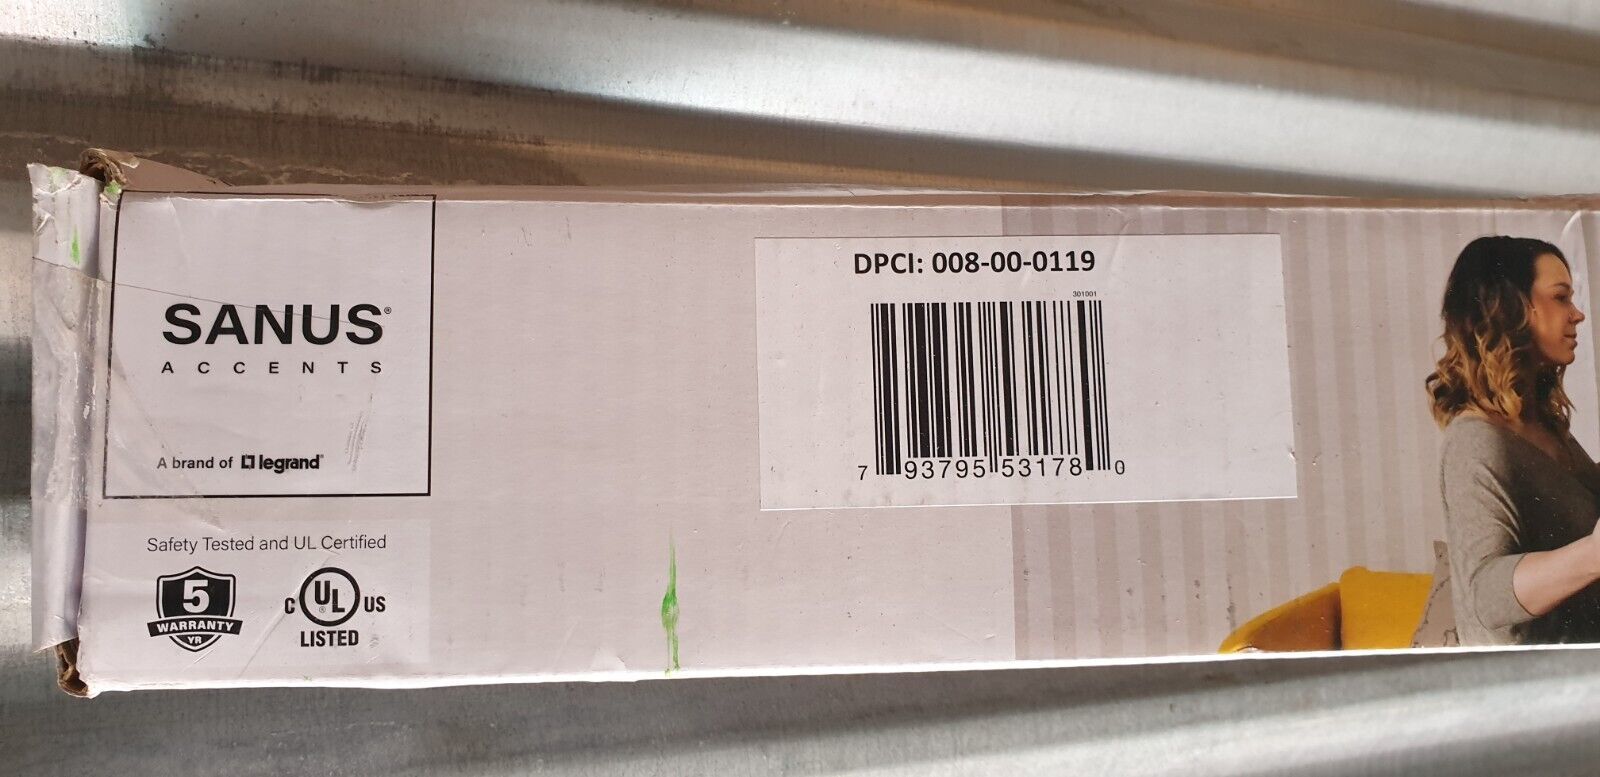 SANUS®
ACCENTS
A brand of legrand®
Safety Tested and UL Certified
5
WARRANTY
YR
C UL® US
LISTED
DPCI: 008-00-0119
301001
7 93795 53178 0